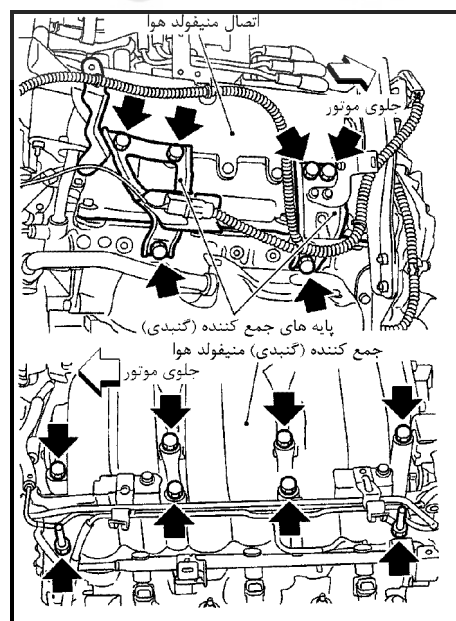 اتصال منیفولد هوا
جلوی موتور
پایه های جمع کننده (گنبدی)
جمع کننده (گنبدی) منیفولد هوا
جلوی موتور